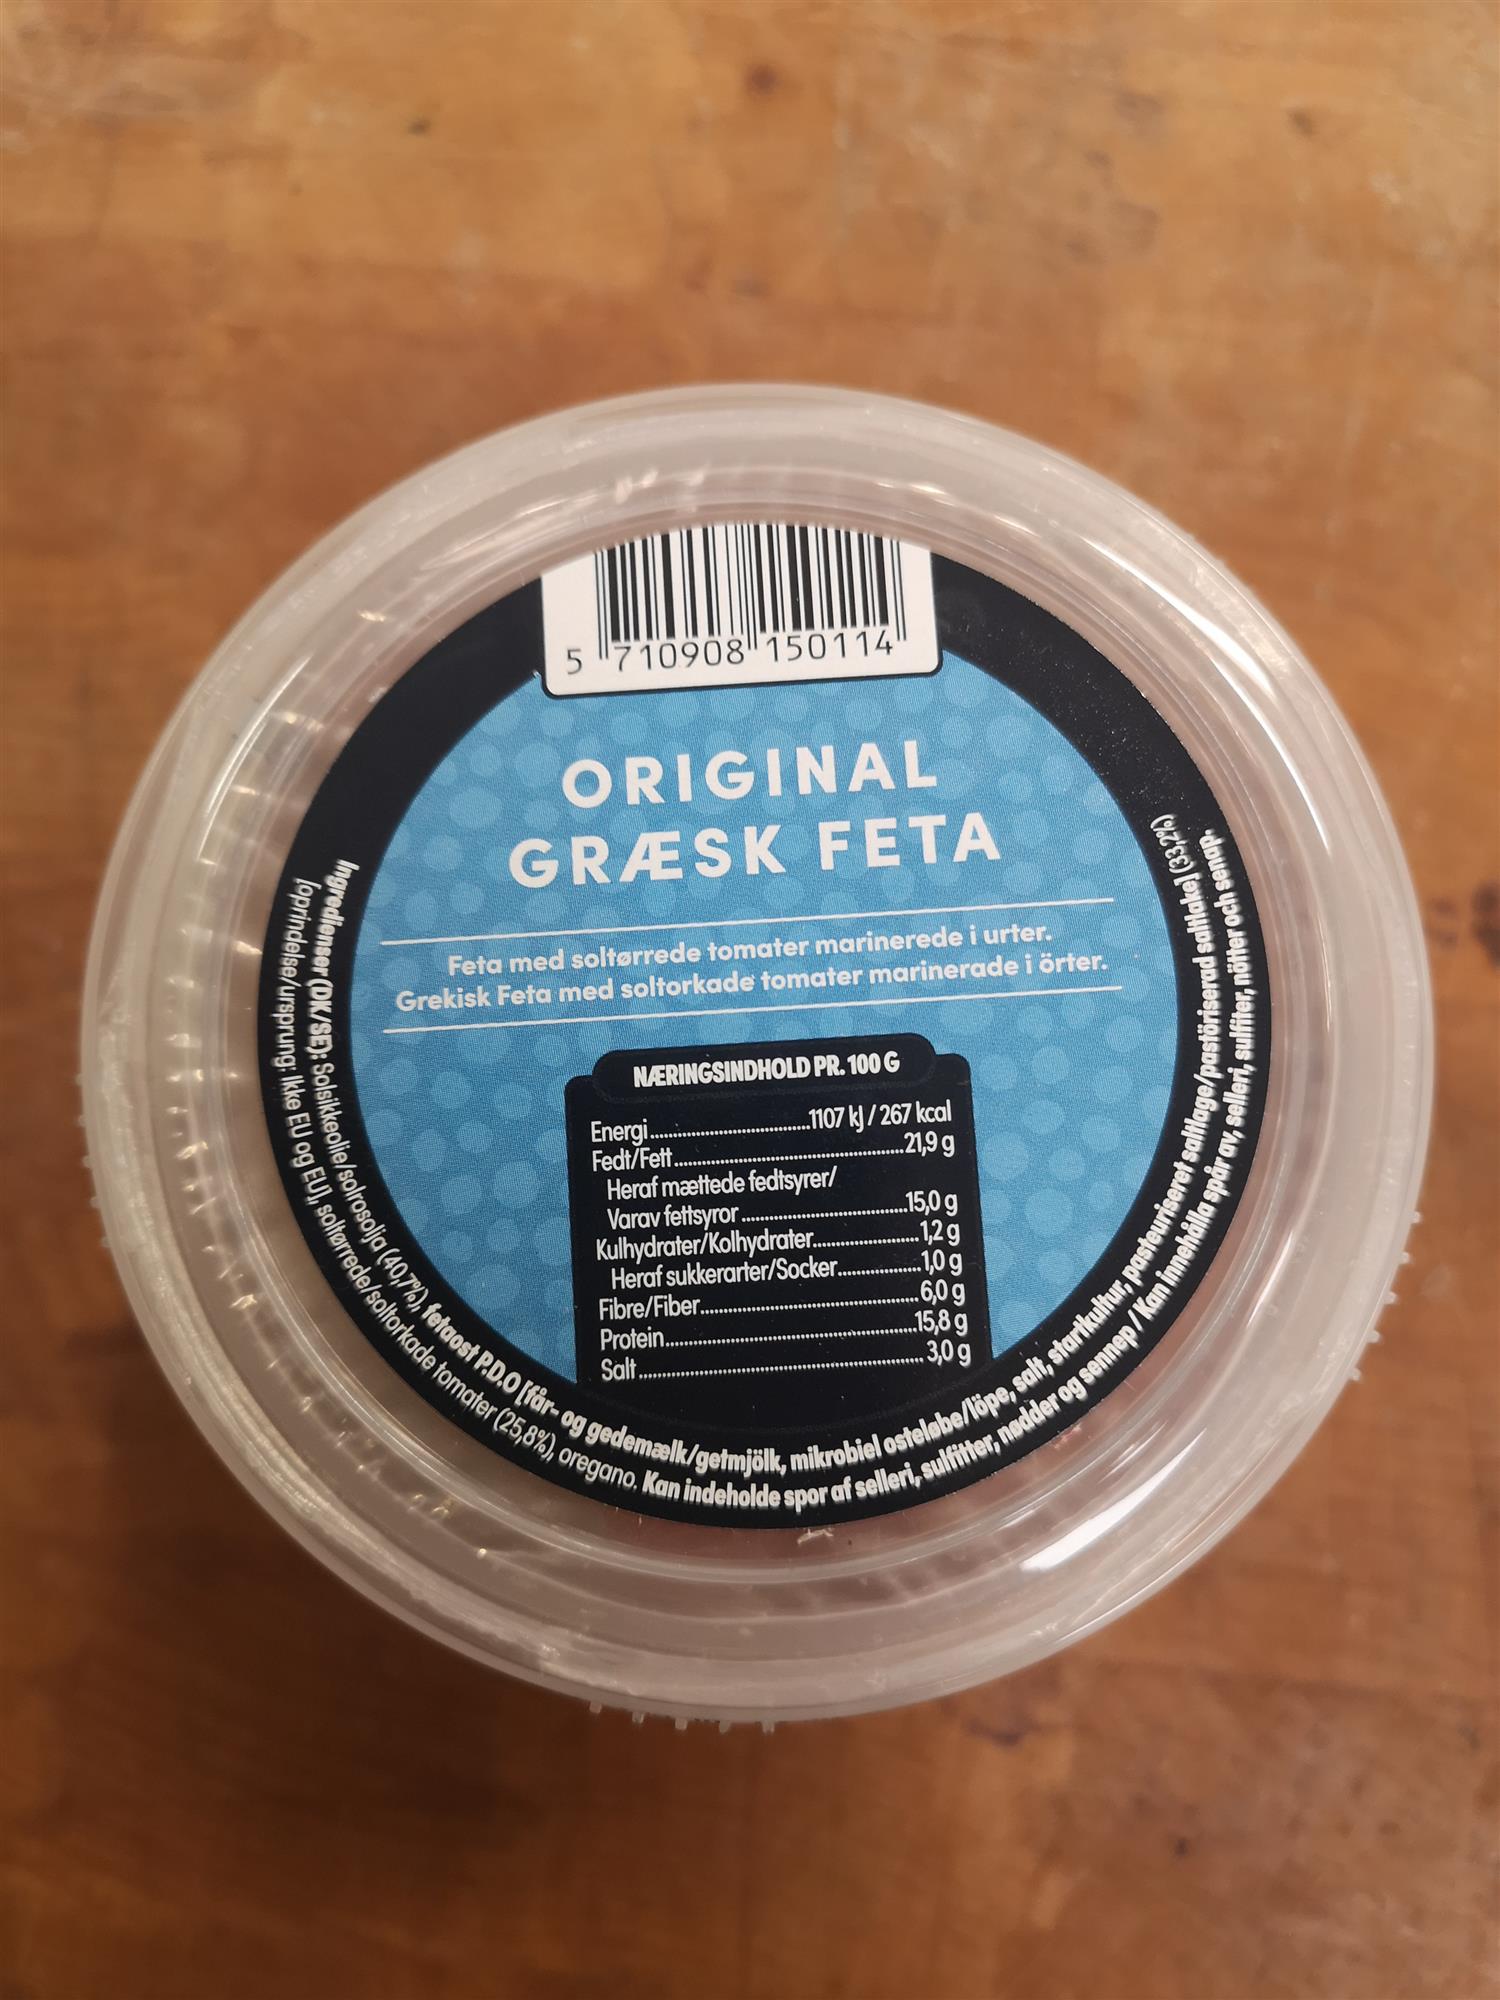 5 710908 150114
ORIGINAL
GRÆSK FETA
Feta med soltørrede tomater marinerede i urter.
Grekisk Feta med soltorkade tomater marinerade i örter.
NÆRINGSINDHOLD PR. 100 G
Energi 1107 kJ / 267 kcal
Fedt/Fett 21,9 g
Heraf mættede fedtsyrer/
Varav fettsyror 15,0 g
Kulhydrater/Kolhydrater 1,2 g
Heraf sukkerarter/Socker 1,0 g
Fibre/Fiber 6,0 g
Protein 15,8 g
Salt 3,0 g
Ingredienser (DK/SE): Solsikkeolie/solrosolja (40,7%), fetaost P.D.O [får- og gedemælk/getmjölk, mikrobiel osteløbe/löpe, salt, startkultur, pasteuriseret saltlage/pastöriserad saltlake] (33,2%)
[oprindelse/ursprung: Ikke EU og EU], soltørrede/soltorkade tomater (25,8%), oregano. Kan indeholde spor af selleri, sulfitter, nødder og sennep / Kan innehålla spår av, selleri, sulfiter, nötter och senap.